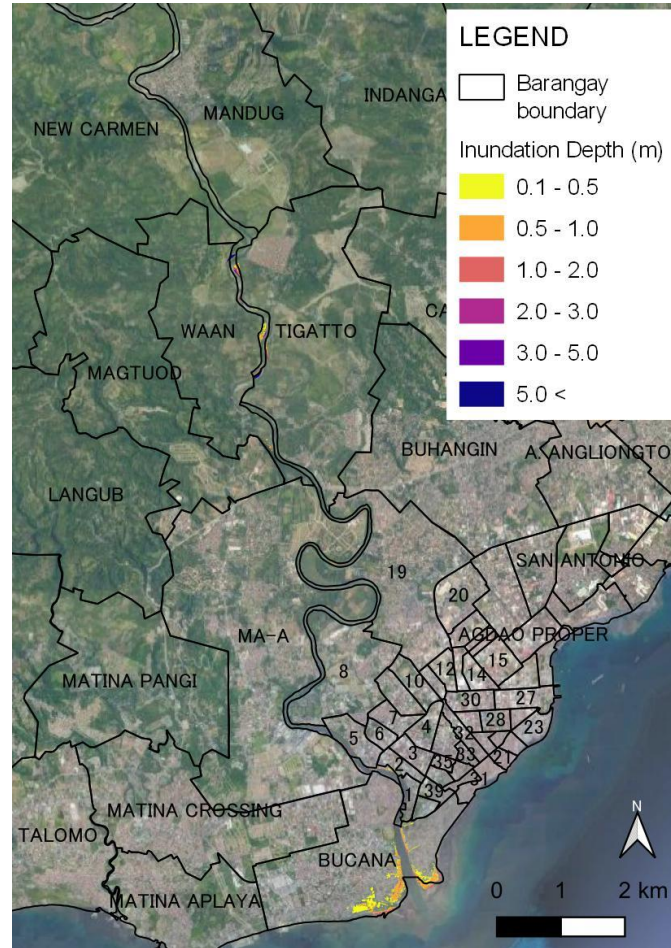 LEGEND
Barangay
boundary
Inundation Depth (m)
0.1 - 0.5
0.5 - 1.0
1.0 - 2.0
2.0 - 3.0
3.0 - 5.0
5.0 <
INDANGA
MANDUG
NEW CARMEN
CA
WAAN
TIGATTO
MAGTUOD
BUHANGIN
A. ANGLIONGTO
LANGUB
SAN ANTONIO
19
20
MA-A
AGDAO PROPER
8
12
15
14
MATINA PANGI
10
30
27
7
4
28
23
5
6
32
33
21
3
2
35
31
1
39
MATINA CROSSING
TALOMO
BUCANA
MATINA APLAYA
N
0 1 2 km